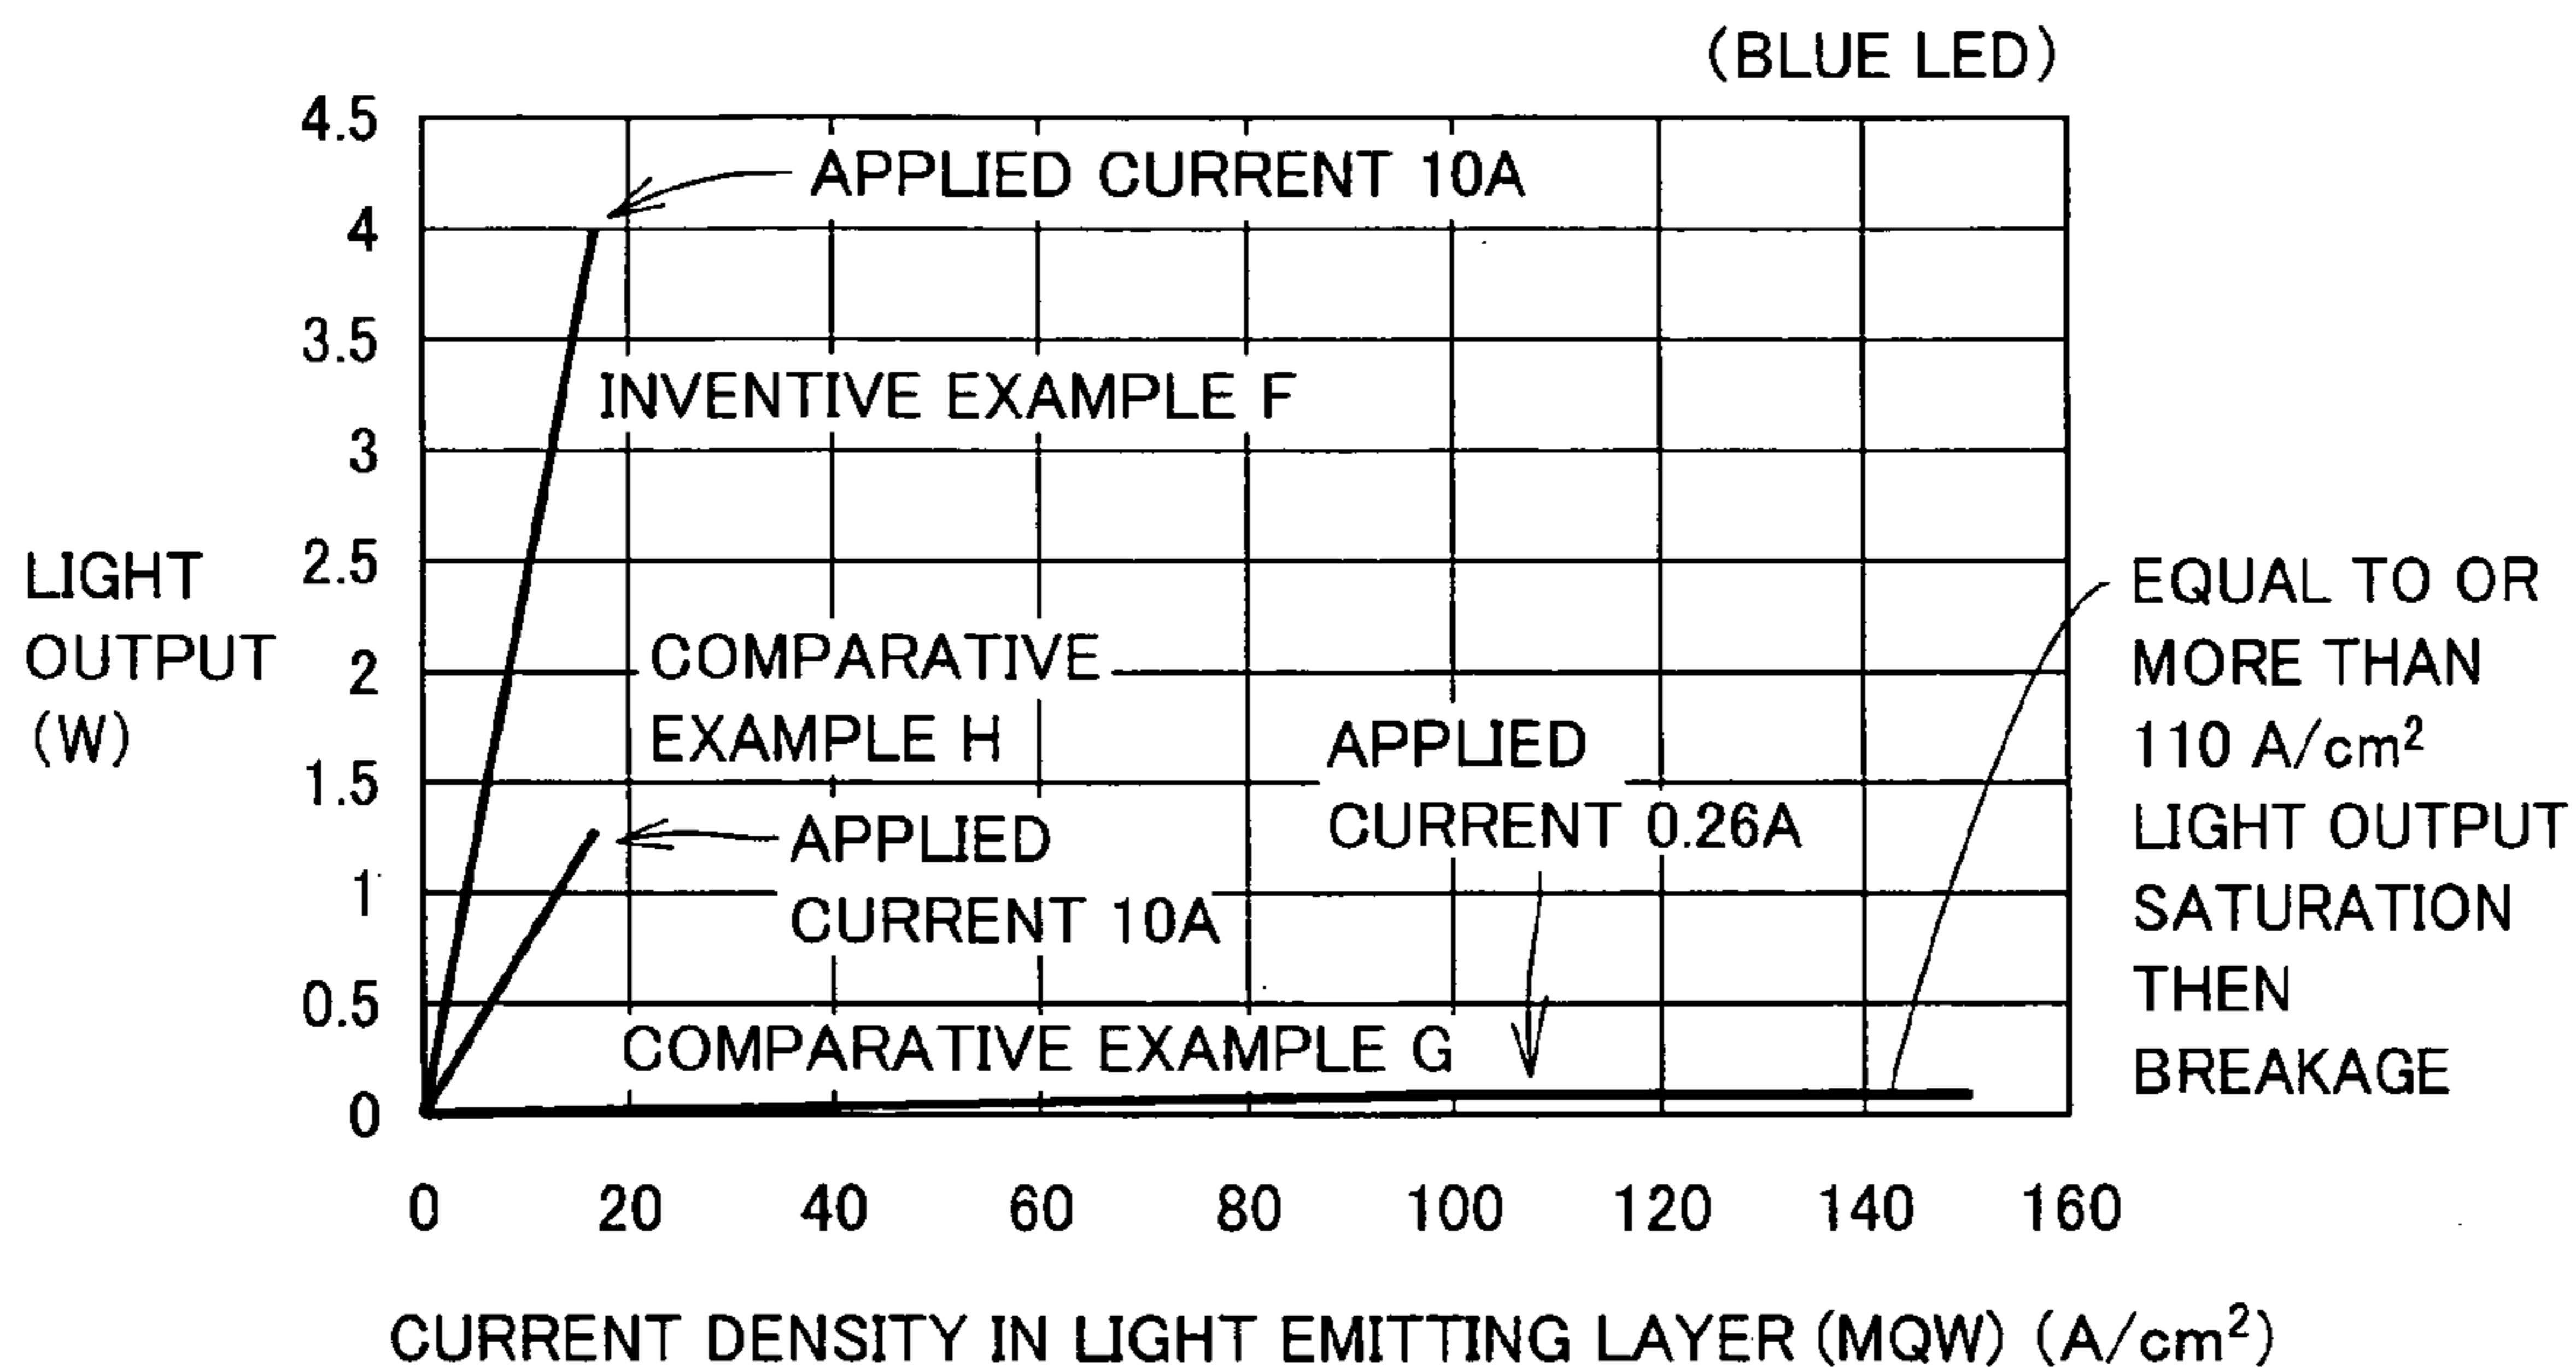 (BLUE LED)
4.5
4
3.5
3
2.5
2
1.5
1
0.5
0
LIGHT
OUTPUT
(W)
APPLIED CURRENT 10A
INVENTIVE EXAMPLE F
COMPARATIVE
EXAMPLE H
APPLIED
CURRENT 10A
APPLIED
CURRENT 0.26A
COMPARATIVE EXAMPLE G
EQUAL TO OR
MORE THAN
110 A/cm²
LIGHT OUTPUT
SATURATION
THEN
BREAKAGE
0 20 40 60 80 100 120 140 160
CURRENT DENSITY IN LIGHT EMITTING LAYER (MQW) (A/cm²)